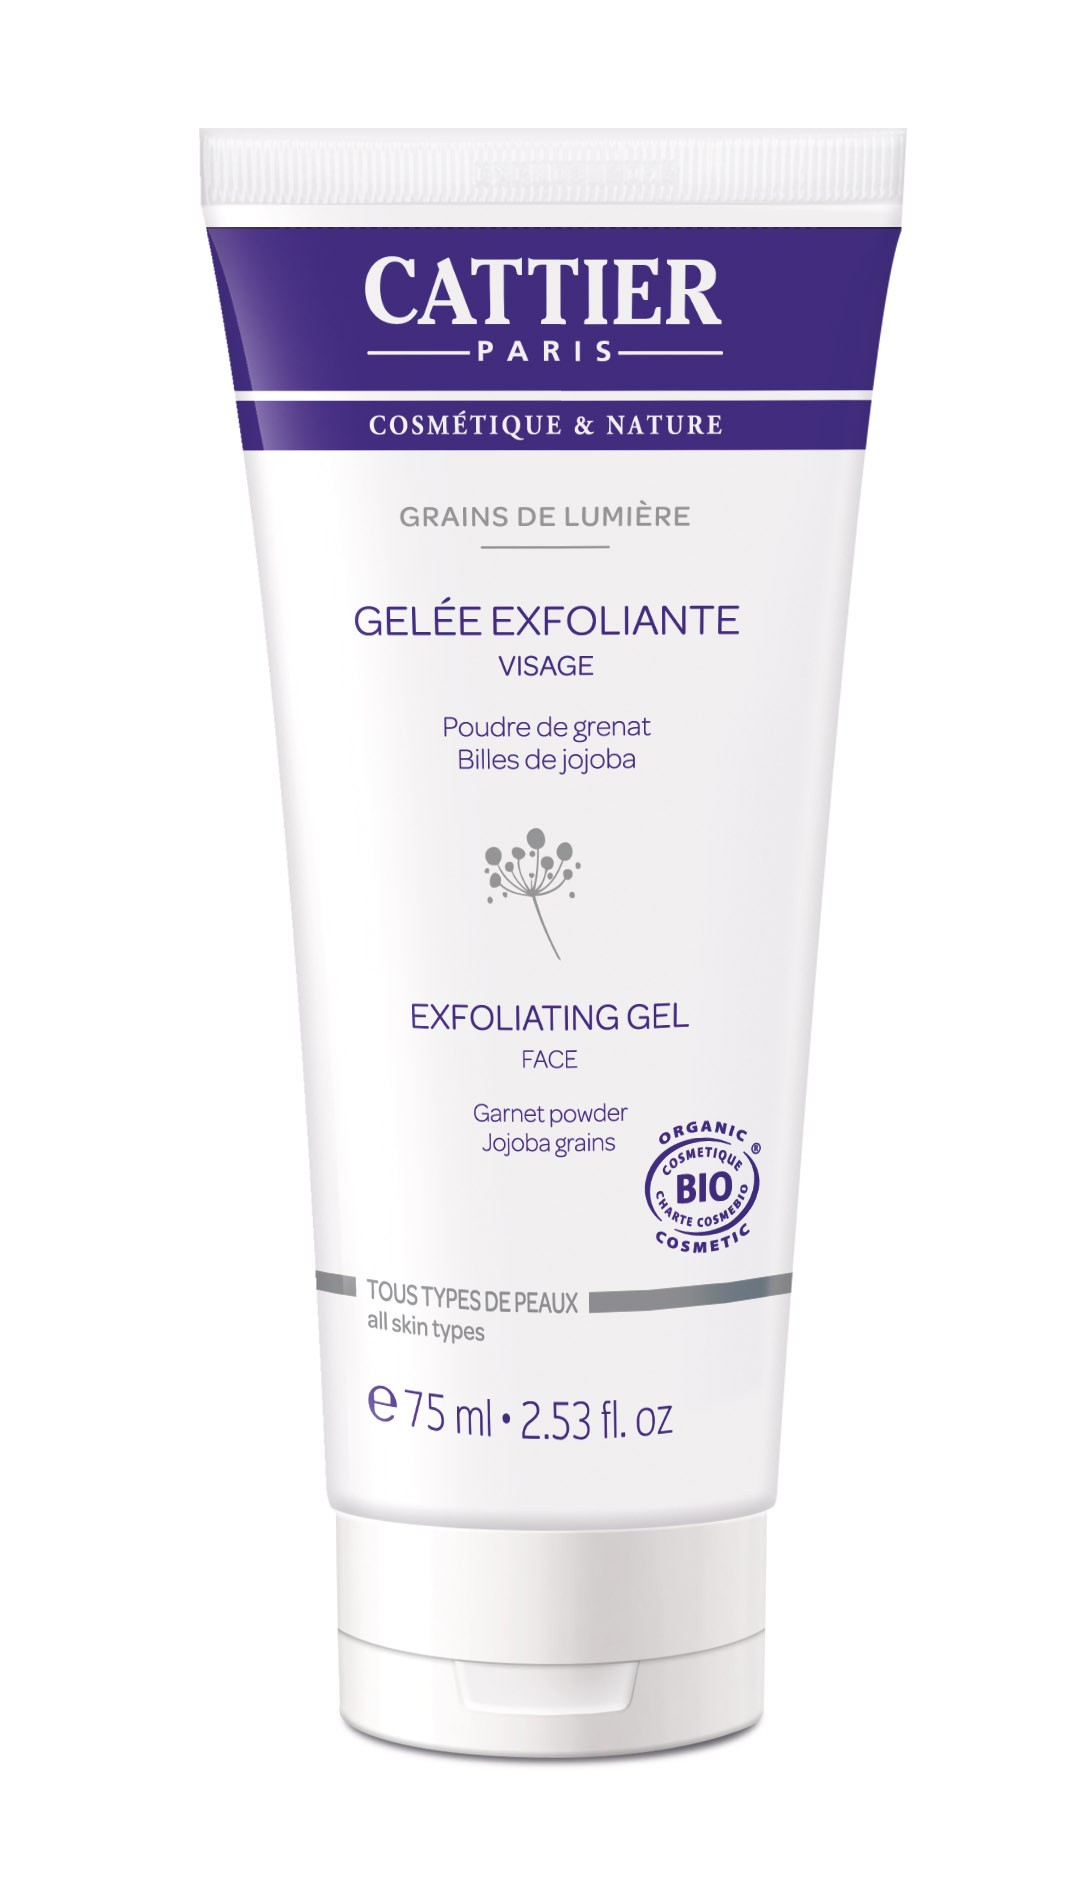 CATTIER
PARIS
COSMÉTIQUE & NATURE
GRAINS DE LUMIÈRE
GELÉE EXFOLIANTE
VISAGE
Poudre de grenat
Billes de jojoba
EXFOLIATING GEL
FACE
Garnet powder
Jojoba grains
ORGANIC ®
COSMETIQUE
BIO
CHARTE COSMEBIO
COSMETIC
TOUS TYPES DE PEAUX
all skin types
℮ 75 ml • 2.53 fl. oz